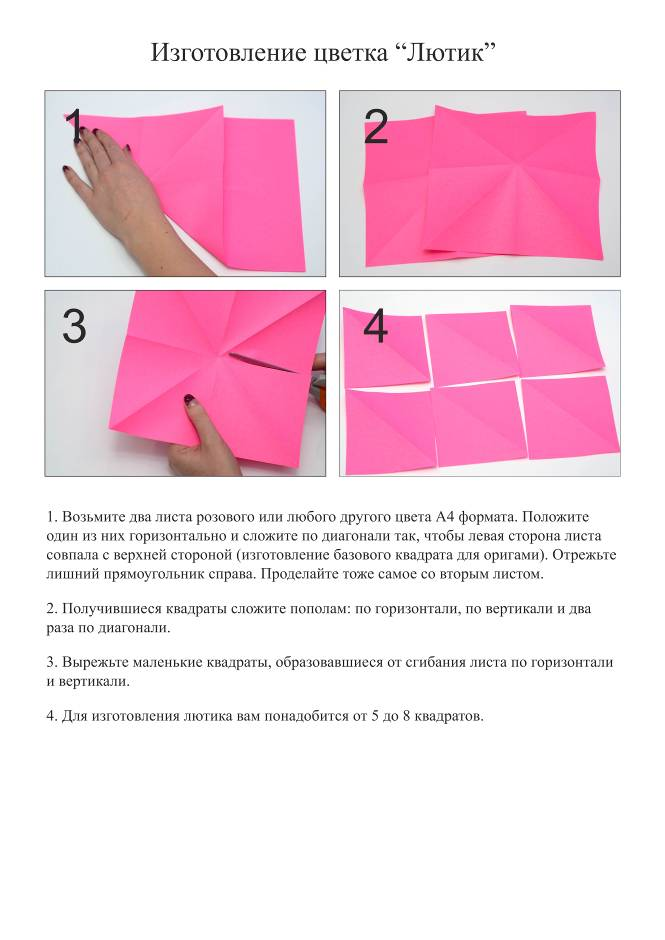 Изготовление цветка “Лютик”
1
2
3
4
1. Возьмите два листа розового или любого другого цвета А4 формата. Положите
один из них горизонтально и сложите по диагонали так, чтобы левая сторона листа
совпала с верхней стороной (изготовление базового квадрата для оригами). Отрежьте
лишний прямоугольник справа. Проделайте тоже самое со вторым листом.
2. Получившиеся квадраты сложите пополам: по горизонтали, по вертикали и два
раза по диагонали.
3. Вырежьте маленькие квадраты, образовавшиеся от сгибания листа по горизонтали
и вертикали.
4. Для изготовления лютика вам понадобится от 5 до 8 квадратов.